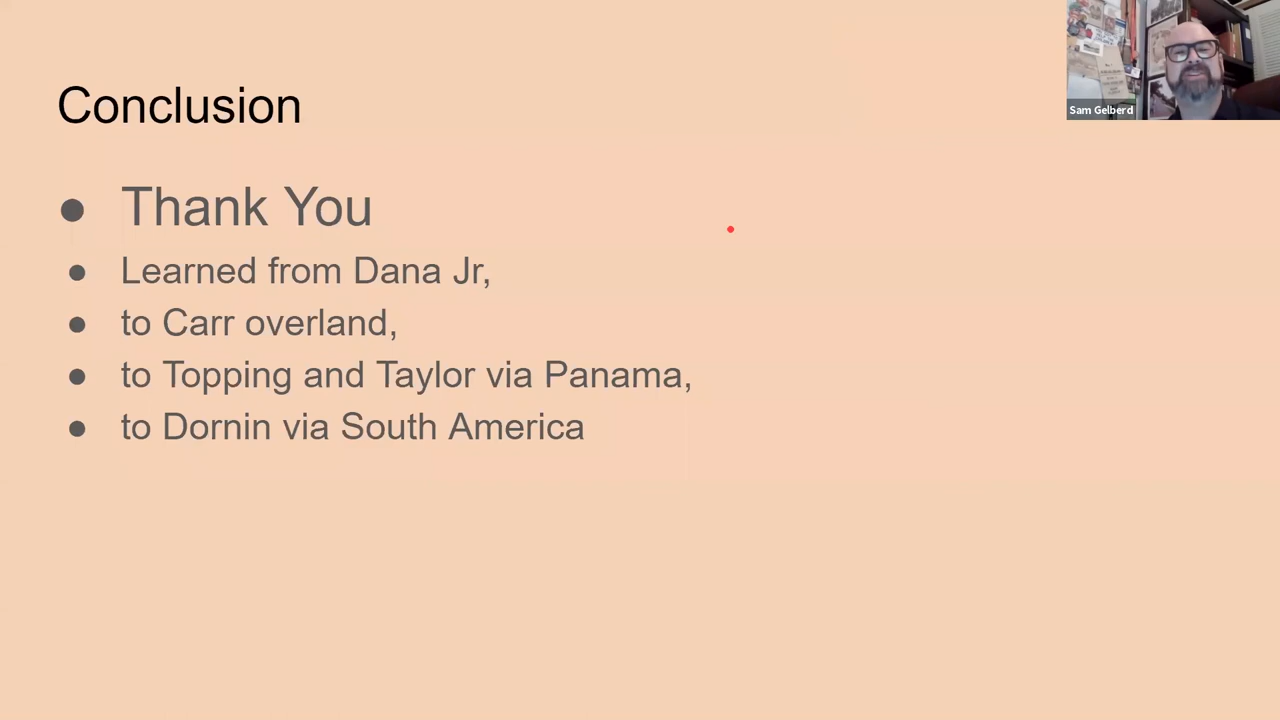 Conclusion
● Thank You
● Learned from Dana Jr,
● to Carr overland,
● to Topping and Taylor via Panama,
● to Dornin via South America
Sam Gelberd